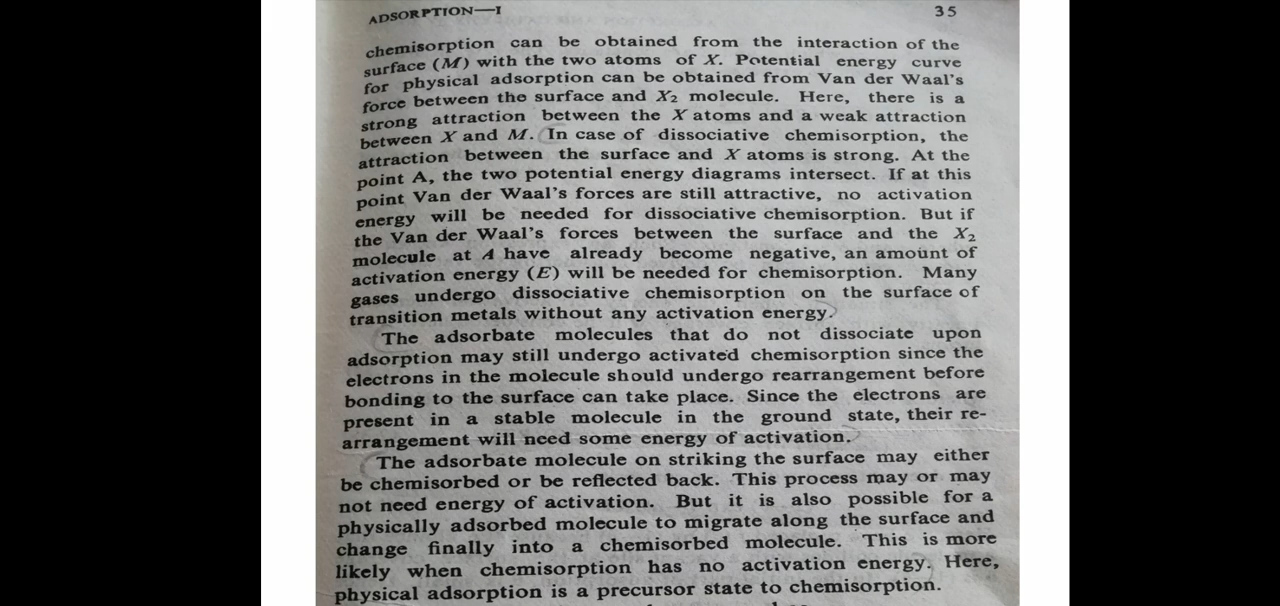 ADSORPTION—I 35
chemisorption can be obtained from the interaction of the
surface (M) with the two atoms of X. Potential energy curve
for physical adsorption can be obtained from Van der Waal's
force between the surface and X₂ molecule. Here, there is a
strong attraction between the X atoms and a weak attraction
between X and M. In case of dissociative chemisorption, the
attraction between the surface and X atoms is strong. At the
point A, the two potential energy diagrams intersect. If at this
point Van der Waal's forces are still attractive, no activation
energy will be needed for dissociative chemisorption. But if
the Van der Waal's forces between the surface and the X₂
molecule at A have already become negative, an amount of
activation energy (E) will be needed for chemisorption. Many
gases undergo dissociative chemisorption on the surface of
transition metals without any activation energy.
The adsorbate molecules that do not dissociate upon
adsorption may still undergo activated chemisorption since the
electrons in the molecule should undergo rearrangement before
bonding to the surface can take place. Since the electrons are
present in a stable molecule in the ground state, their re-
arrangement will need some energy of activation.
The adsorbate molecule on striking the surface may either
be chemisorbed or be reflected back. This process may or may
not need energy of activation. But it is also possible for a
physically adsorbed molecule to migrate along the surface and
change finally into a chemisorbed molecule. This is more
likely when chemisorption has no activation energy. Here,
physical adsorption is a precursor state to chemisorption.